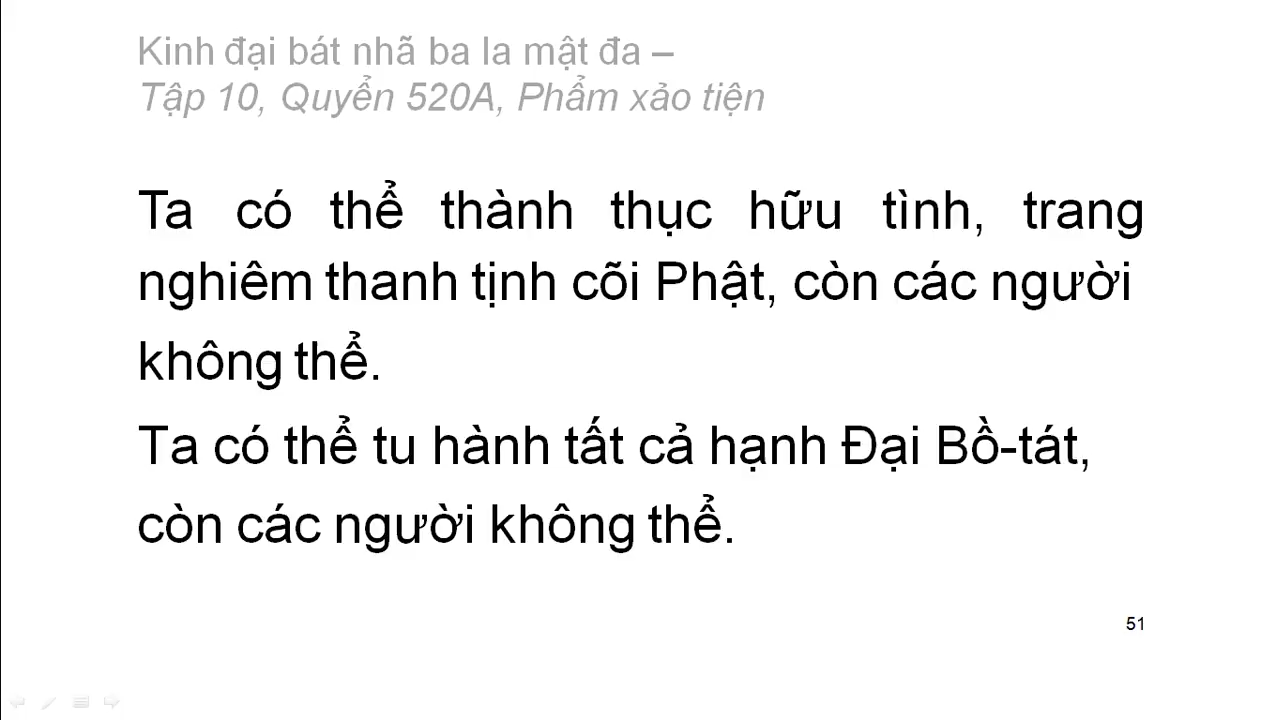 Kinh đại bát nhã ba la mật đa –
Tập 10, Quyển 520A, Phẩm xảo tiện
Ta có thể thành thục hữu tình, trang
nghiêm thanh tịnh cõi Phật, còn các người
không thể.
Ta có thể tu hành tất cả hạnh Đại Bồ-tát,
còn các người không thể.
51